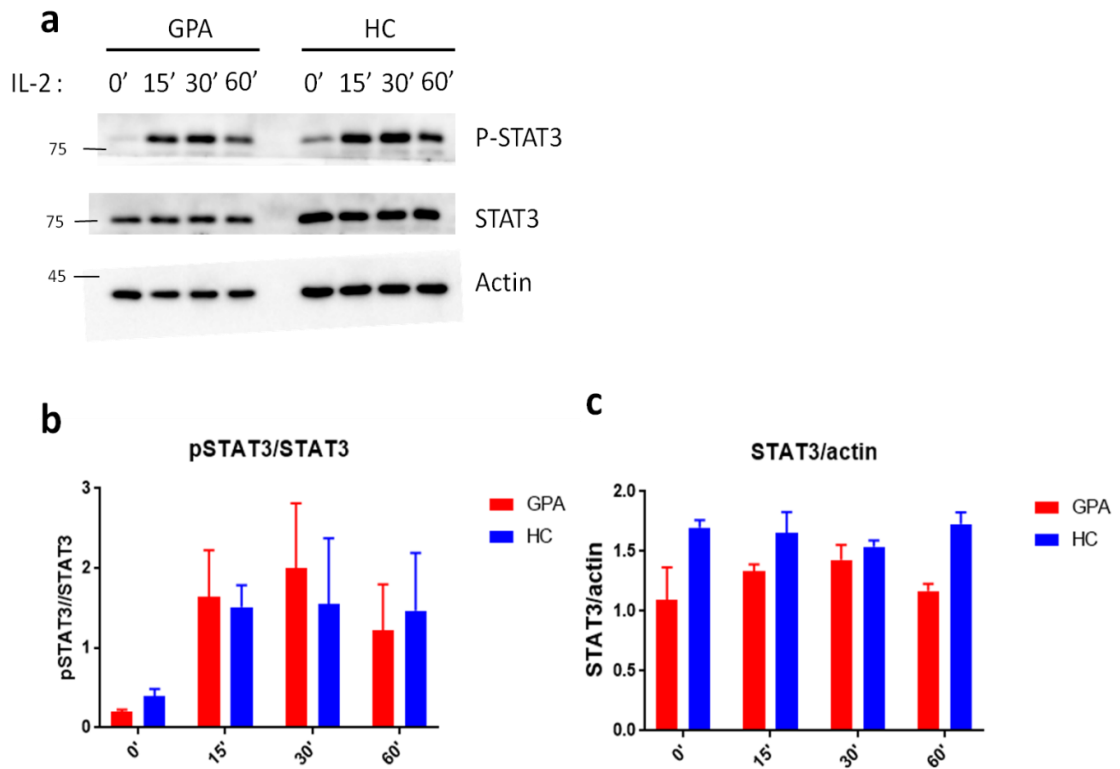 a
GPA HC
IL-2 : 0’ 15’ 30’ 60’ 0’ 15’ 30’ 60’
P-STAT3
75
STAT3
75
45
Actin
b
pSTAT3/STAT3
pSTAT3//STAT3
3
2
1
0
0' 15' 30' 60'
GPA
HC
c
STAT3/actin
STAT3/actin
2.0
1.5
1.0
0.5
0.0
0' 15' 30' 60'
GPA
HC